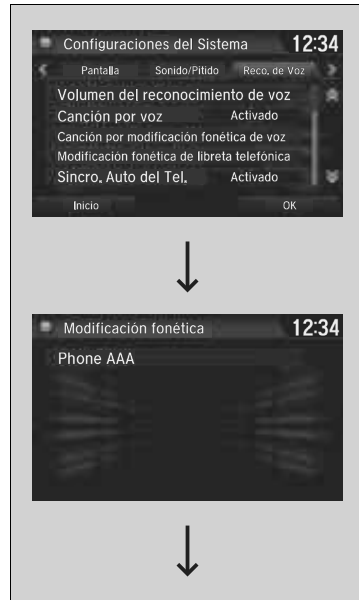 Configuraciones del Sistema 12:34
Pantalla Sonido/Pitido Reco. de Voz
Volumen del reconocimiento de voz
Canción por voz Activado
Canción por modificación fonética de voz
Modificación fonética de libreta telefónica
Sincro. Auto del Tel. Activado
Inicio OK
Modificación fonética 12:34
Phone AAA